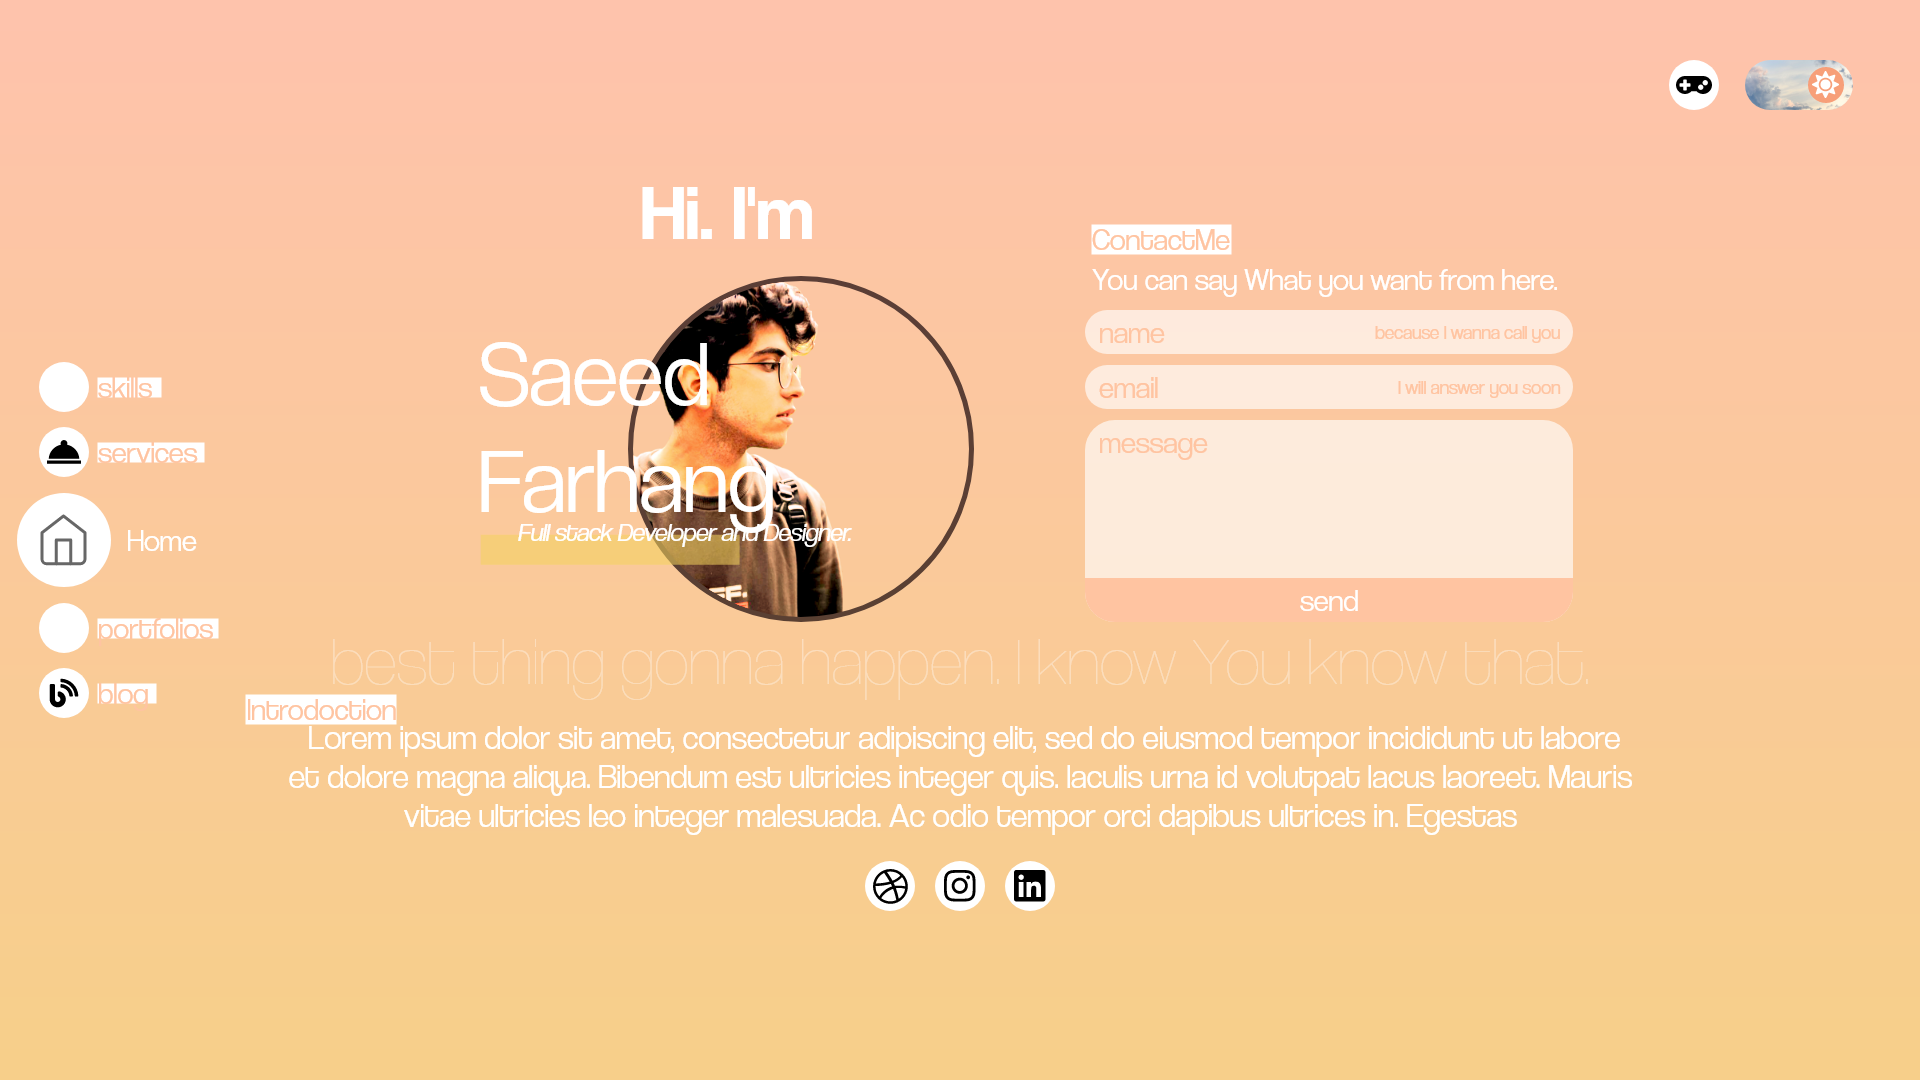 Hi. I'm
Saeed
Farhang
Full stack Developer and Designer.
ContactMe
You can say What you want from here.
name because I wanna call you
email I will answer you soon
message
send
skills
services
Home
portfolios
blog
best thing gonna happen. I know You know that.
Introdoction
Lorem ipsum dolor sit amet, consectetur adipiscing elit, sed do eiusmod tempor incididunt ut labore
et dolore magna aliqua. Bibendum est ultricies integer quis. Iaculis urna id volutpat lacus laoreet. Mauris
vitae ultricies leo integer malesuada. Ac odio tempor orci dapibus ultrices in. Egestas
in